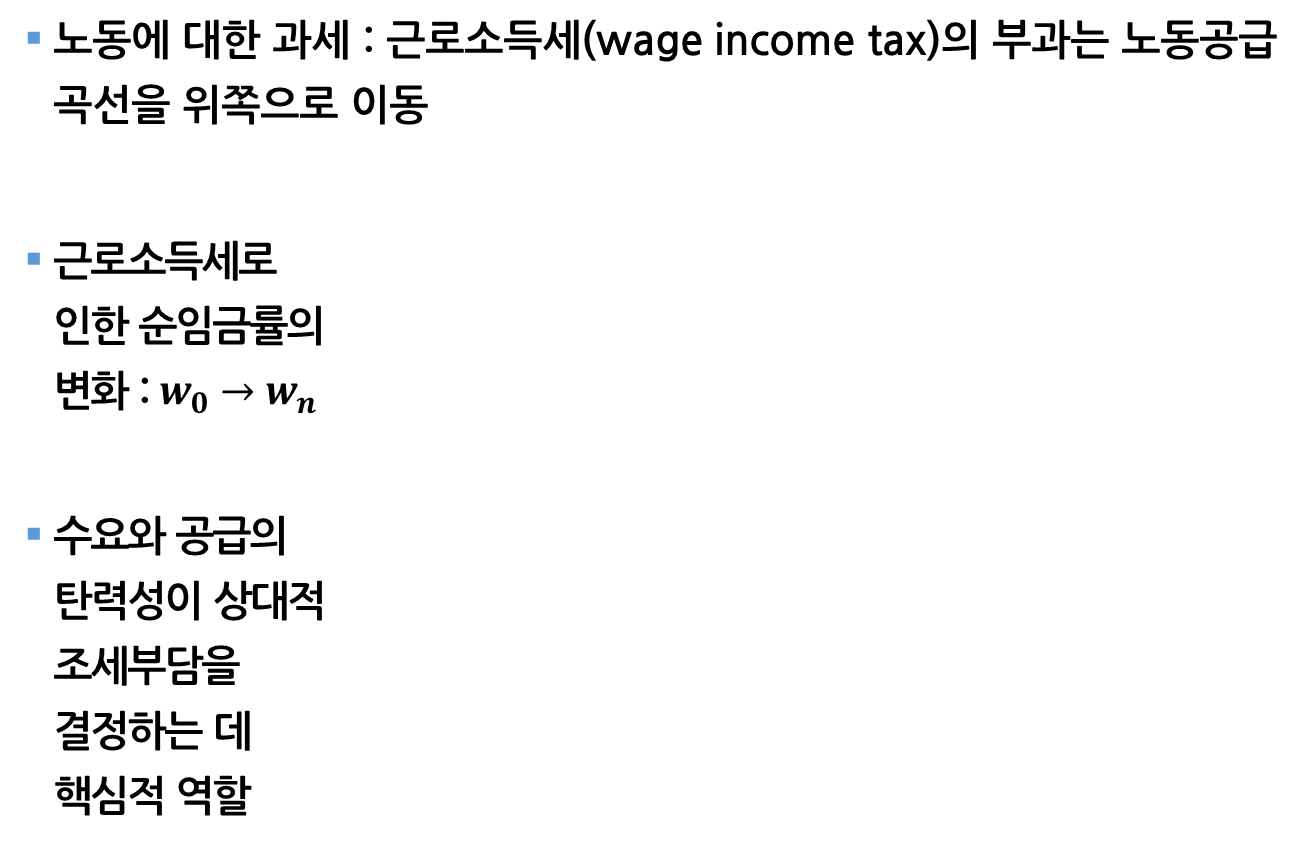 ▪ 노동에 대한 과세 : 근로소득세(wage income tax)의 부과는 노동공급
곡선을 위쪽으로 이동
▪ 근로소득세로
인한 순임금률의
변화 : w₀ → wₙ
▪ 수요와 공급의
탄력성이 상대적
조세부담을
결정하는 데
핵심적 역할